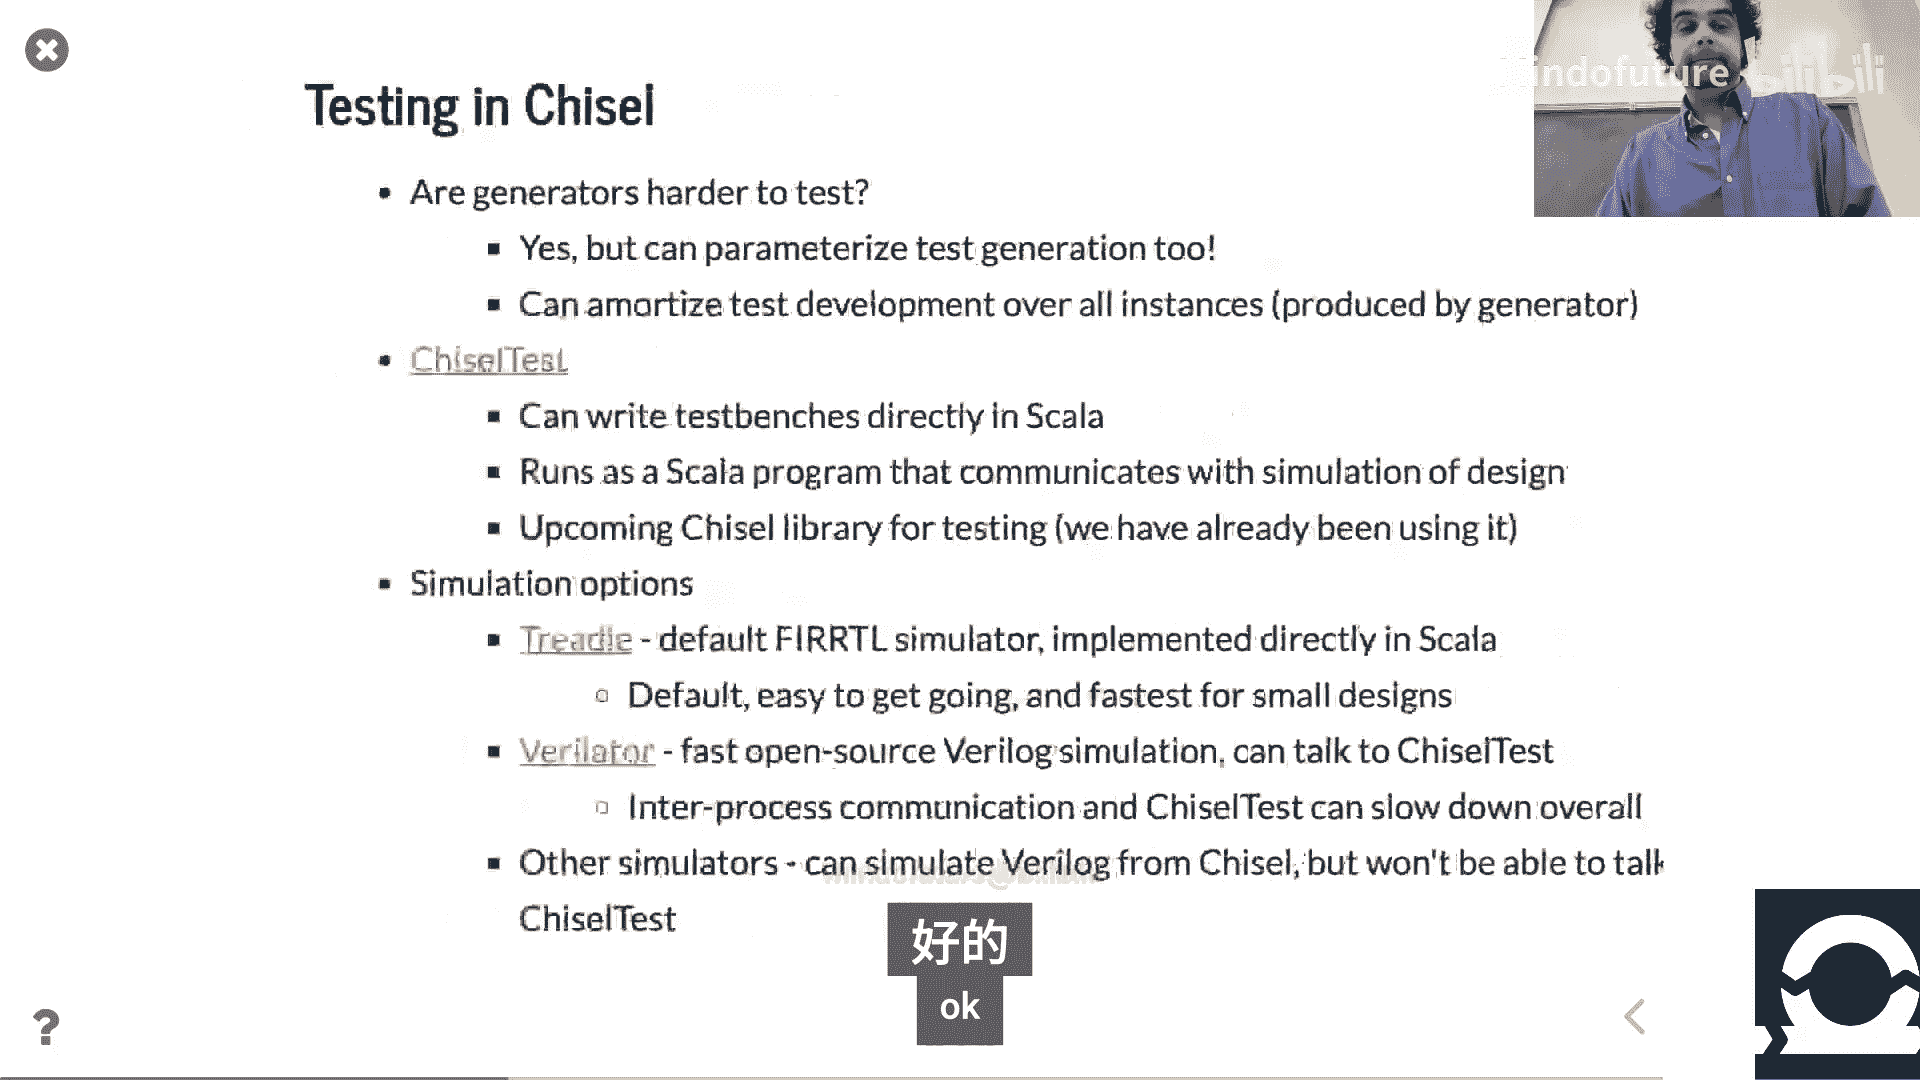 Testing in Chisel
Are generators harder to test?
Yes, but can parameterize test generation too!
Can amortize test development over all instances (produced by generator)
ChiselTest
Can write testbenches directly in Scala
Runs as a Scala program that communicates with simulation of design
Upcoming Chisel library for testing (we have already been using it)
Simulation options
Treadle - default FIRRTL simulator, implemented directly in Scala
Default, easy to get going, and fastest for small designs
Verilator - fast open-source Verilog simulation, can talk to ChiselTest
Inter-process communication and ChiselTest can slow down overall
Other simulators - can simulate Verilog from Chisel, but won't be able to talk
ChiselTest
indofuture bilibili
好的
ok
?